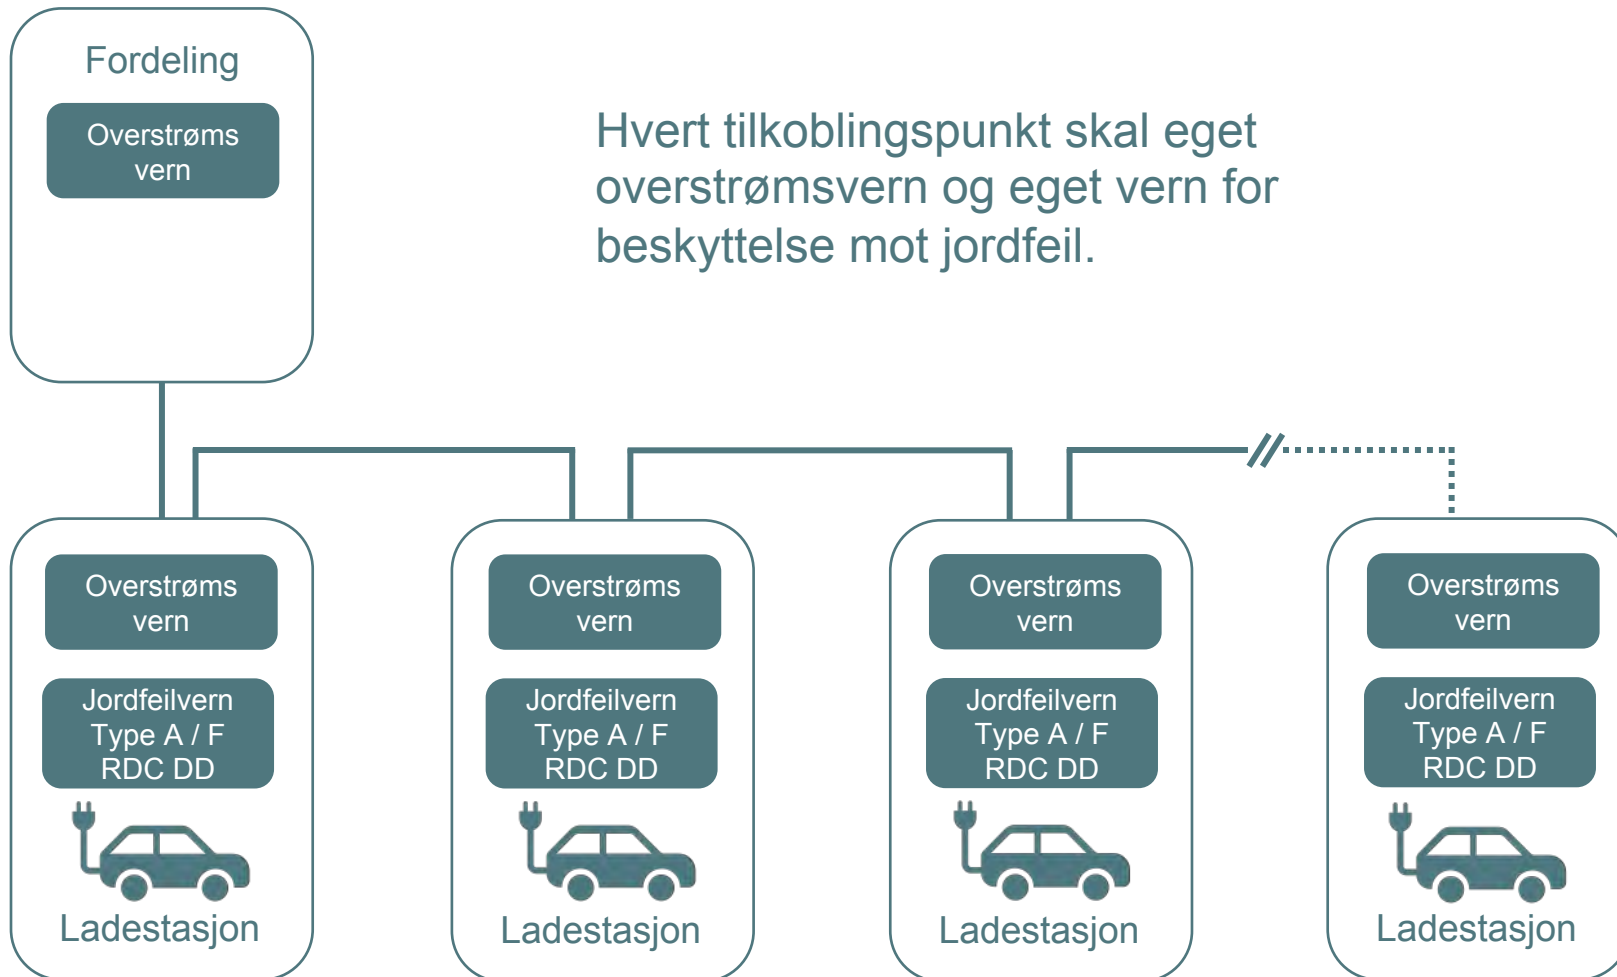 Fordeling
Overstrøms
vern
Hvert tilkoblingspunkt skal eget
overstrømsvern og eget vern for
beskyttelse mot jordfeil.
Overstrøms
vern
Jordfeilvern
Type A / F
RDC DD
Ladestasjon
Overstrøms
vern
Jordfeilvern
Type A / F
RDC DD
Ladestasjon
Overstrøms
vern
Jordfeilvern
Type A / F
RDC DD
Ladestasjon
Overstrøms
vern
Jordfeilvern
Type A / F
RDC DD
Ladestasjon